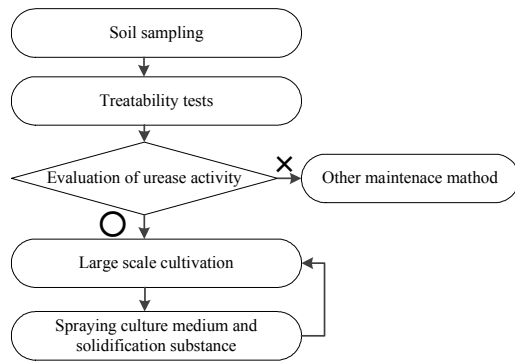 Soil sampling
Treatability tests
Evaluation of urease activity
×
Other maintenace mathod
○
Large scale cultivation
Spraying culture medium and
solidification substance